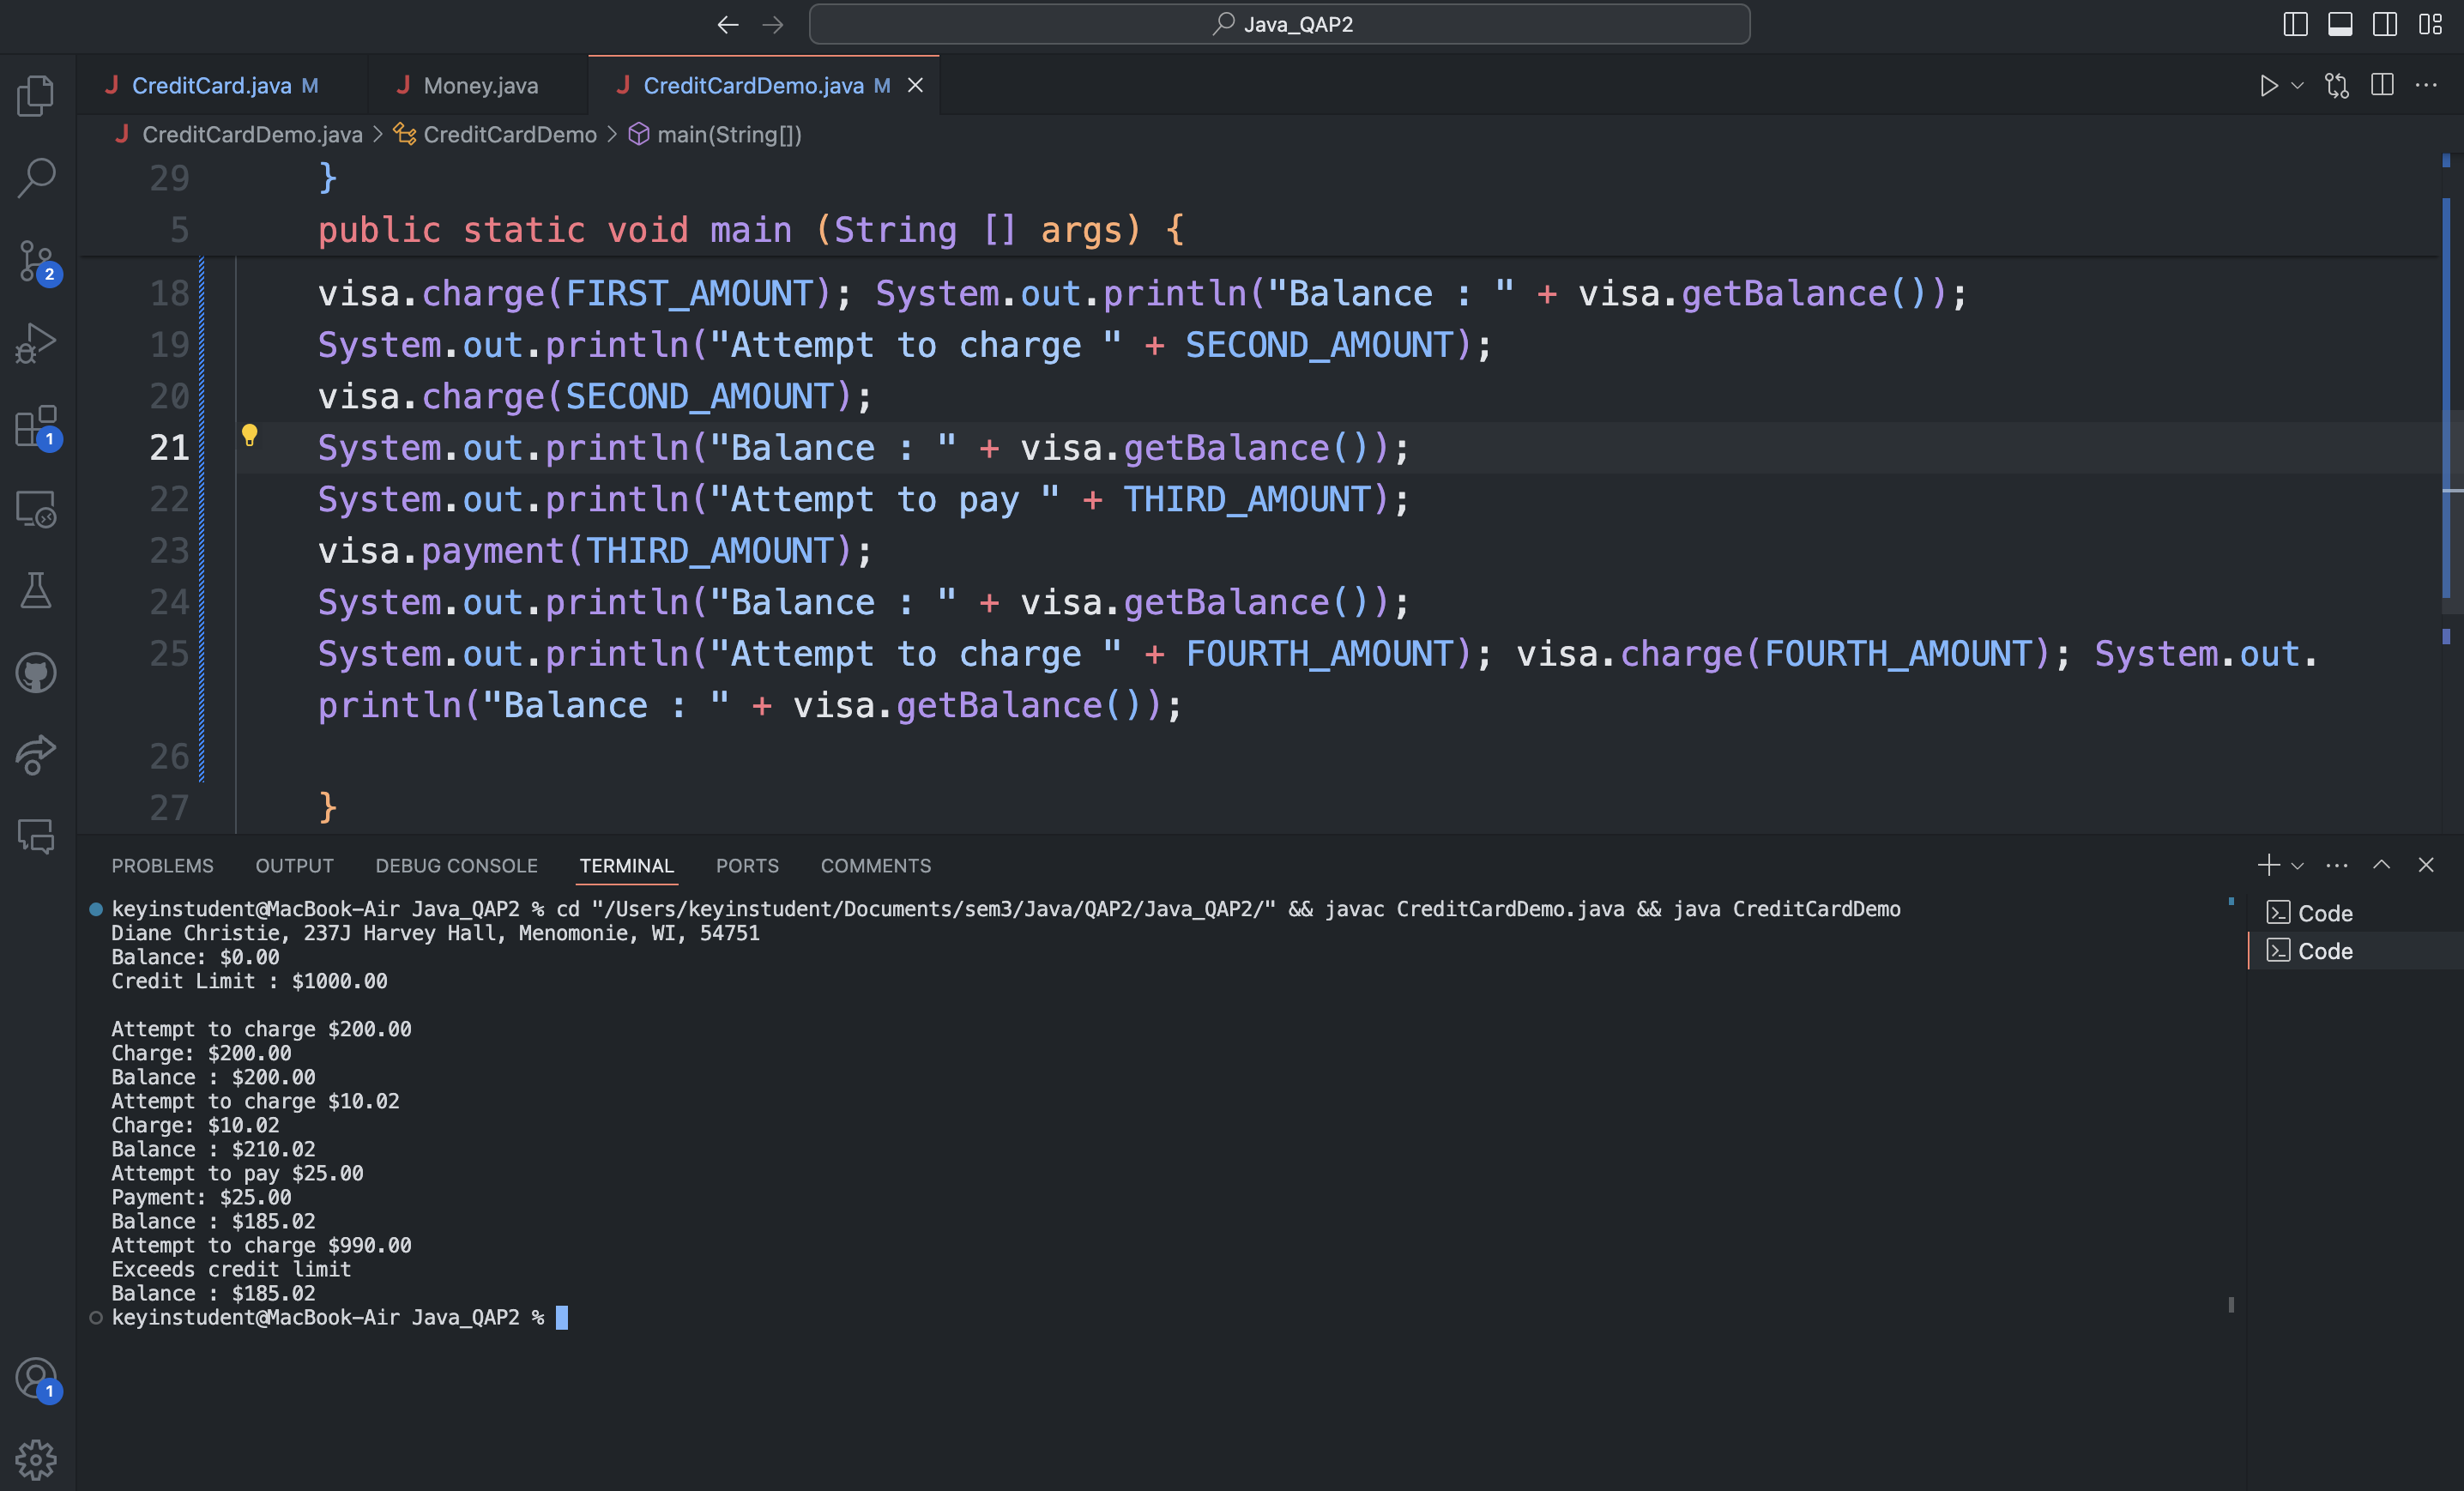 Java_QAP2
CreditCard.java M
Money.java
CreditCardDemo.java M
CreditCardDemo.java > CreditCardDemo > main(String[])
29 }
5 public static void main (String [] args) {
18 visa.charge(FIRST_AMOUNT); System.out.println("Balance : " + visa.getBalance());
19 System.out.println("Attempt to charge " + SECOND_AMOUNT);
20 visa.charge(SECOND_AMOUNT);
21 System.out.println("Balance : " + visa.getBalance());
22 System.out.println("Attempt to pay " + THIRD_AMOUNT);
23 visa.payment(THIRD_AMOUNT);
24 System.out.println("Balance : " + visa.getBalance());
25 System.out.println("Attempt to charge " + FOURTH_AMOUNT); visa.charge(FOURTH_AMOUNT); System.out.
println("Balance : " + visa.getBalance());
26
27 }
2
1
1
PROBLEMS OUTPUT DEBUG CONSOLE TERMINAL PORTS COMMENTS
keyinstudent@MacBook-Air Java_QAP2 % cd "/Users/keyinstudent/Documents/sem3/Java/QAP2/Java_QAP2/" && javac CreditCardDemo.java && java CreditCardDemo
Diane Christie, 237J Harvey Hall, Menomonie, WI, 54751
Balance: $0.00
Credit Limit : $1000.00
Attempt to charge $200.00
Charge: $200.00
Balance : $200.00
Attempt to charge $10.02
Charge: $10.02
Balance : $210.02
Attempt to pay $25.00
Payment: $25.00
Balance : $185.02
Attempt to charge $990.00
Exceeds credit limit
Balance : $185.02
keyinstudent@MacBook-Air Java_QAP2 %
Code
Code